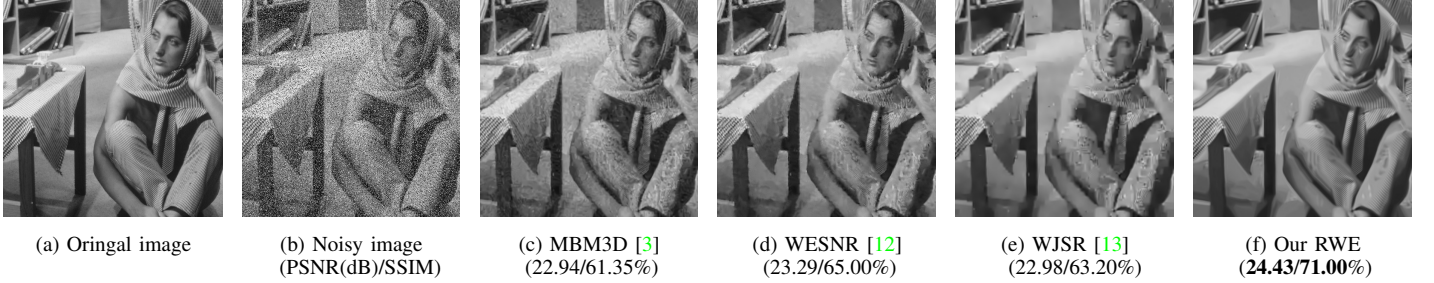 (a) Oringal image
(b) Noisy image
(PSNR(dB)/SSIM)
(c) MBM3D [3]
(22.94/61.35%)
(d) WESNR [12]
(23.29/65.00%)
(e) WJSR [13]
(22.98/63.20%)
(f) Our RWE
(24.43/71.00%)